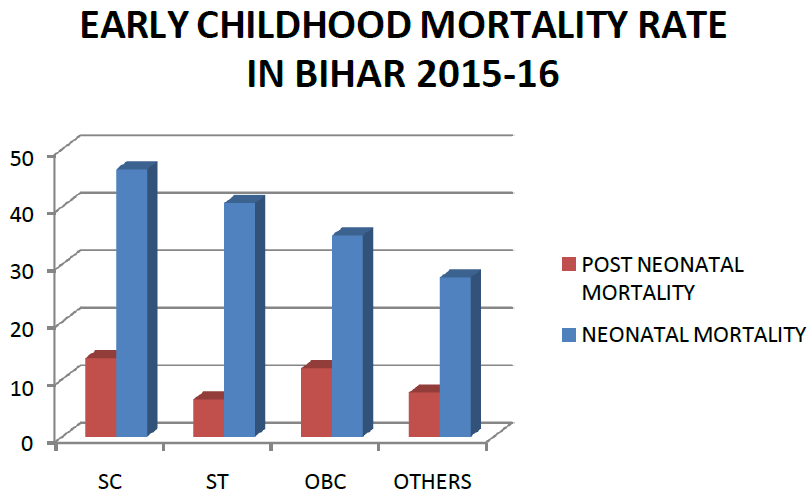 EARLY CHILDHOOD MORTALITY RATE
IN BIHAR 2015-16
50
40
30
20
10
0
SC ST OBC OTHERS
POST NEONATAL
MORTALITY
NEONATAL MORTALITY